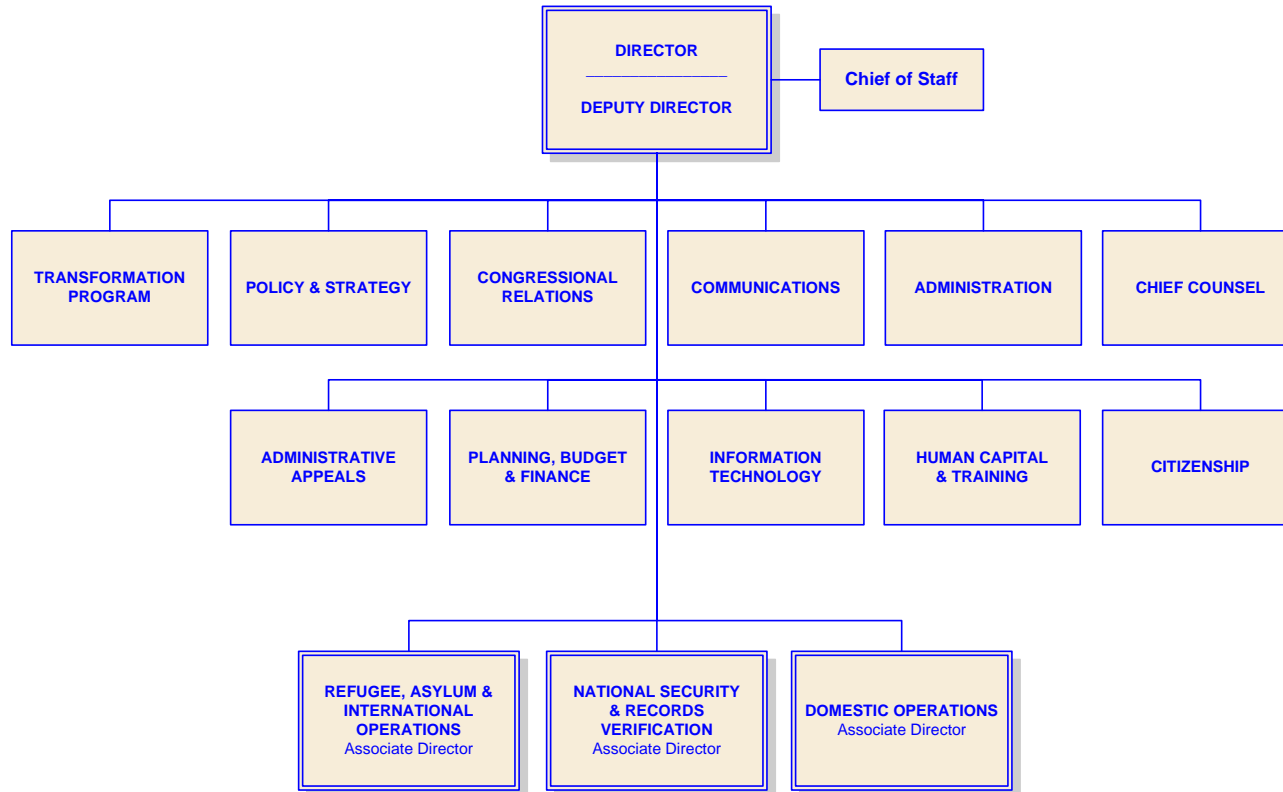 DIRECTOR
DEPUTY DIRECTOR
Chief of Staff
TRANSFORMATION
PROGRAM
POLICY & STRATEGY
CONGRESSIONAL
RELATIONS
COMMUNICATIONS
ADMINISTRATION
CHIEF COUNSEL
ADMINISTRATIVE
APPEALS
PLANNING, BUDGET
& FINANCE
INFORMATION
TECHNOLOGY
HUMAN CAPITAL
& TRAINING
CITIZENSHIP
REFUGEE, ASYLUM &
INTERNATIONAL
OPERATIONS
Associate Director
NATIONAL SECURITY
& RECORDS
VERIFICATION
Associate Director
DOMESTIC OPERATIONS
Associate Director